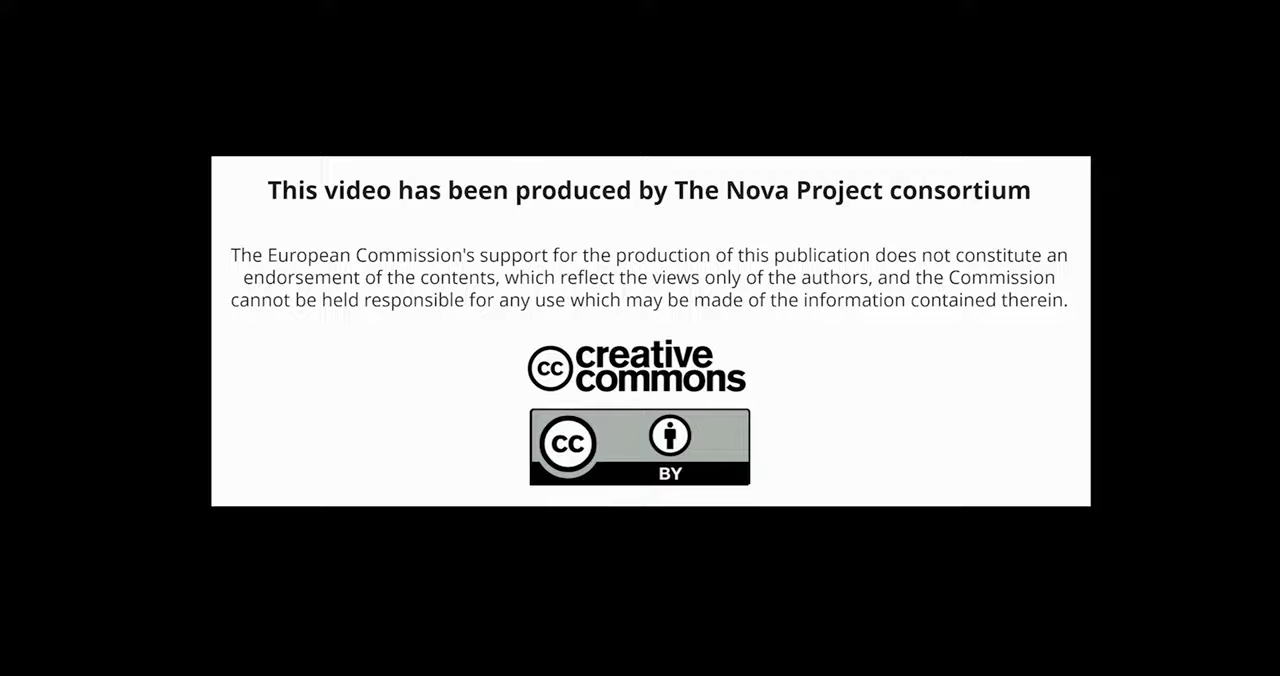 This video has been produced by The Nova Project consortium
The European Commission's support for the production of this publication does not constitute an
endorsement of the contents, which reflect the views only of the authors, and the Commission
cannot be held responsible for any use which may be made of the information contained therein.
cc creative
commons
cc
BY